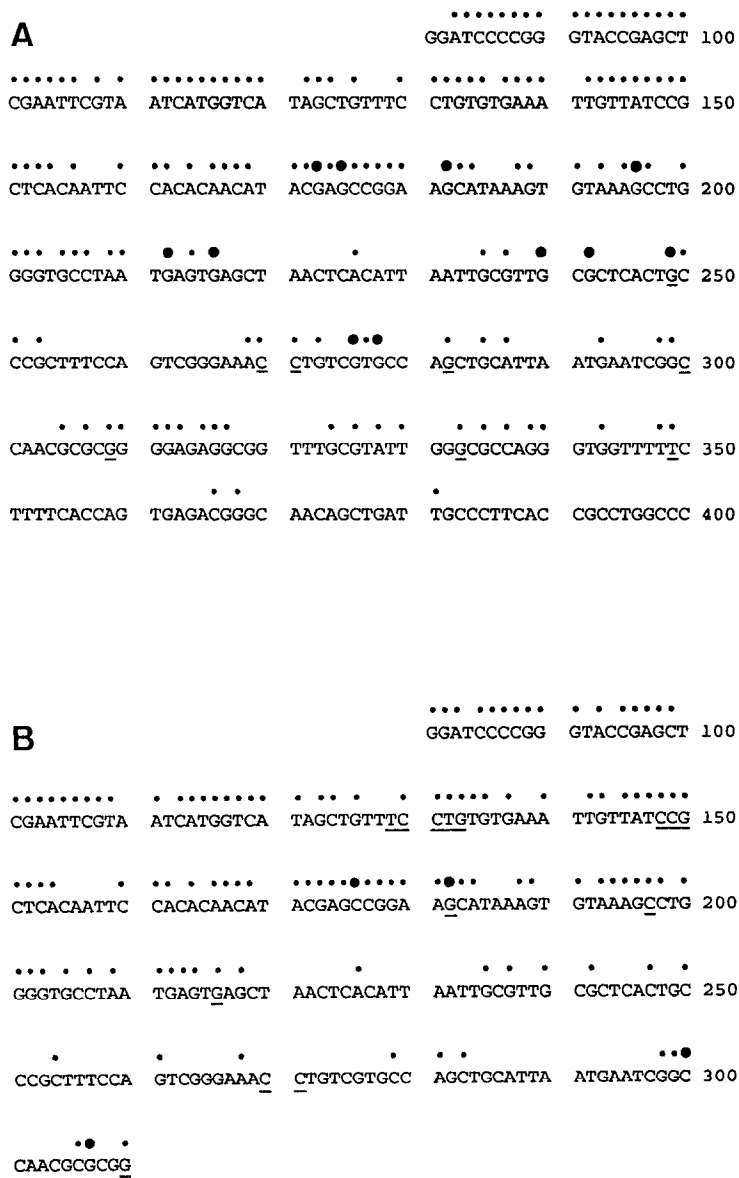 A
GGATCCCCGG GTACCGAGCT 100
CGAATTCGTA ATCATGGTCA TAGCTGTTTC CTGTGTGAAA TTGTTATCCG 150
CTCACAATTC CACACAACAT ACGAGCCGGA AGCATAAAGT GTAAAGCCTG 200
GGGTGCCTAA TGAGTGAGCT AACTCACATT AATTGCGTTG CGCTCACTGC 250
CCGCTTTCCA GTCGGGAAAC CTGTCGTGCC AGCTGCATTA ATGAATCGGC 300
CAACGCGCGG GGAGAGGCGG TTTGCGTATT GGGCGCCAGG GTGGTTTTTC 350
TTTTCACCAG TGAGACGGGC AACAGCTGAT TGCCCTTCAC CGCCTGGCCC 400
B
GGATCCCCGG GTACCGAGCT 100
CGAATTCGTA ATCATGGTCA TAGCTGTTTC CTGTGTGAAA TTGTTATCCG 150
CTCACAATTC CACACAACAT ACGAGCCGGA AGCATAAAGT GTAAAGCCTG 200
GGGTGCCTAA TGAGTGAGCT AACTCACATT AATTGCGTTG CGCTCACTGC 250
CCGCTTTCCA GTCGGGAAAC CTGTCGTGCC AGCTGCATTA ATGAATCGGC 300
CAACGCGCGG